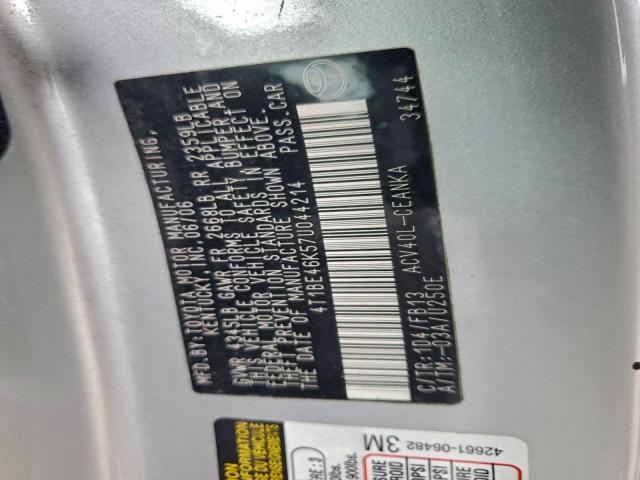 MFD.BY:TOYOTA MOTOR MANUFACTURING,
KENTUCKY, INC. 06/06
GVWR 4345LB GAWR FR 2668LB RR 2359LB
THIS VEHICLE CONFORMS TO ALL APPLICABLE
FEDERAL MOTOR VEHICLE SAFETY, BUMPER, AND
THEFT PREVENTION STANDARDS IN EFFECT ON
THE DATE OF MANUFACTURE SHOWN ABOVE.
4T1BE46K57U044214 PASS.CAR
C/TR:1D4/FB13 ACV40L-CEANKA
A/TM:-03A/U250E 34744
42661-06482
3M